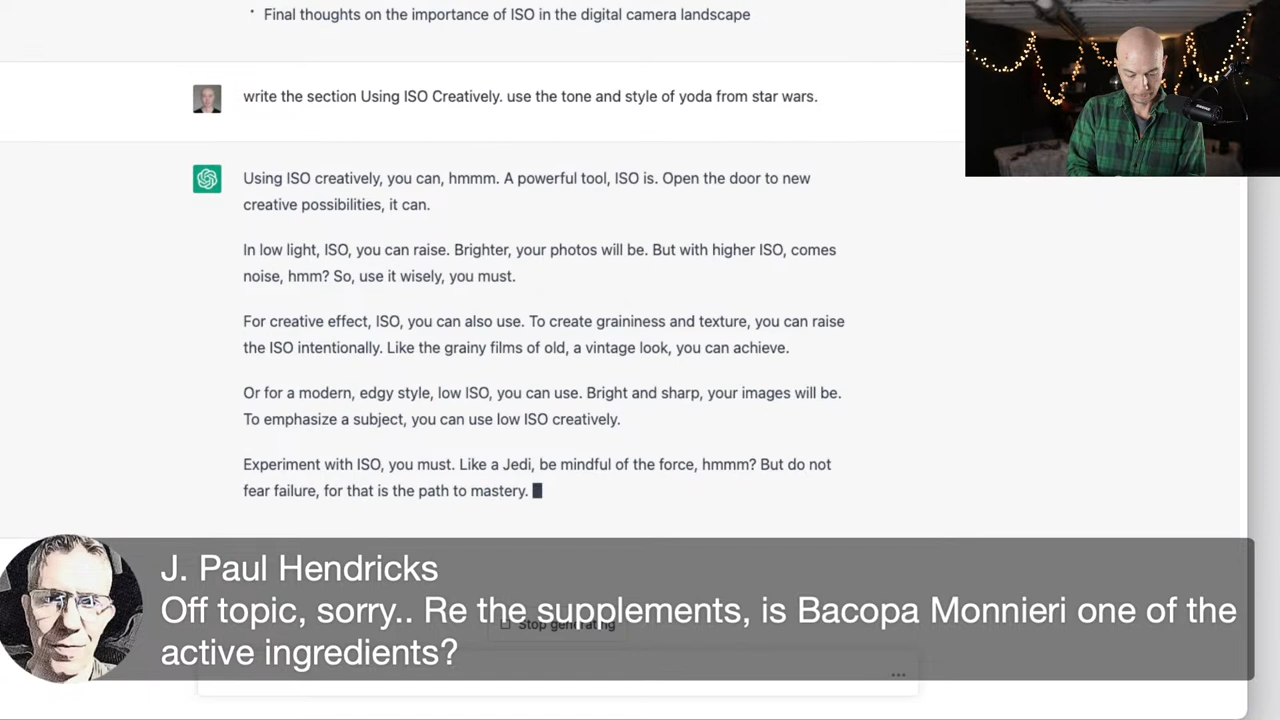 • Final thoughts on the importance of ISO in the digital camera landscape
write the section Using ISO Creatively. use the tone and style of yoda from star wars.
Using ISO creatively, you can, hmmm. A powerful tool, ISO is. Open the door to new
creative possibilities, it can.
In low light, ISO, you can raise. Brighter, your photos will be. But with higher ISO, comes
noise, hmm? So, use it wisely, you must.
For creative effect, ISO, you can also use. To create graininess and texture, you can raise
the ISO intentionally. Like the grainy films of old, a vintage look, you can achieve.
Or for a modern, edgy style, low ISO, you can use. Bright and sharp, your images will be.
To emphasize a subject, you can use low ISO creatively.
Experiment with ISO, you must. Like a Jedi, be mindful of the force, hmmm? But do not
fear failure, for that is the path to mastery.
J. Paul Hendricks
Off topic, sorry.. Re the supplements, is Bacopa Monnieri one of the
Stop generating
active ingredients?